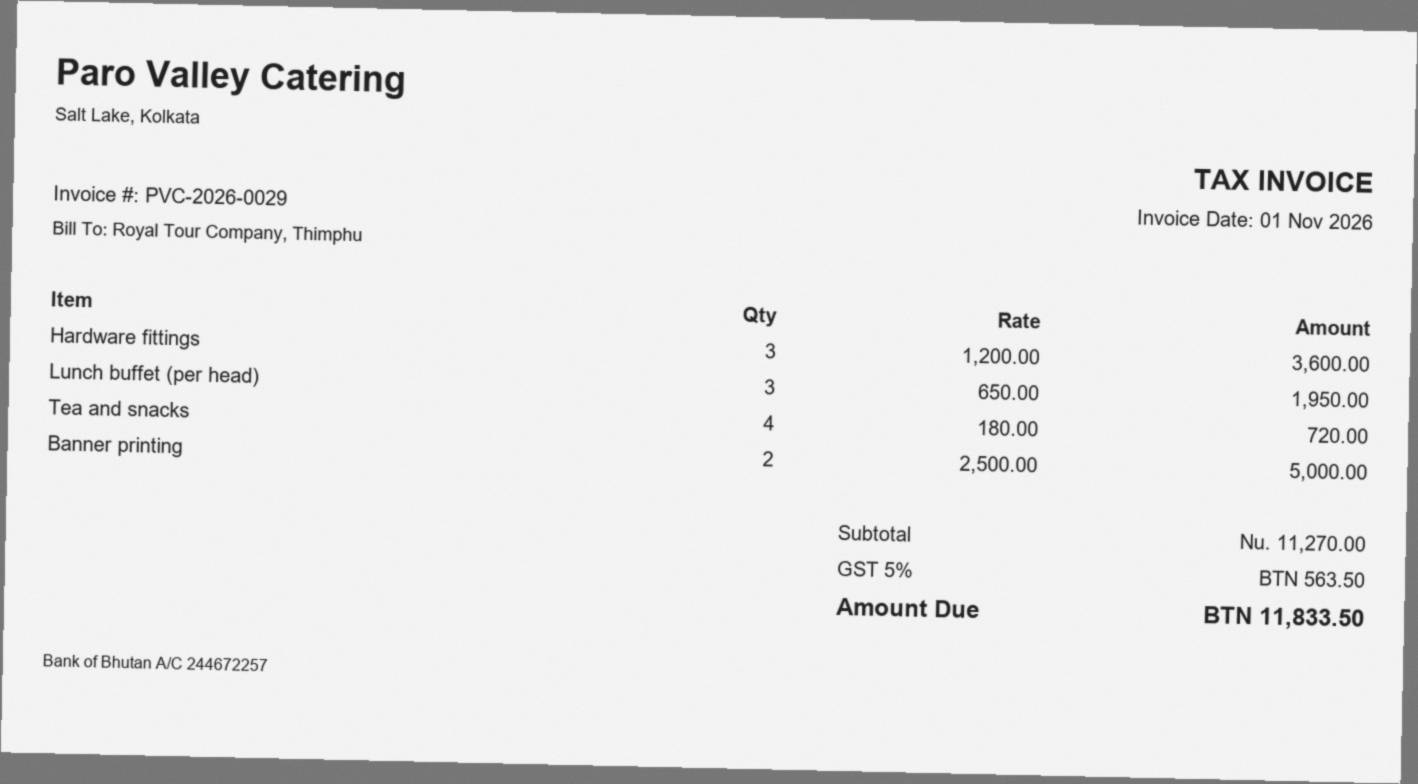 Paro Valley Catering
Salt Lake, Kolkata
TAX INVOICE
Invoice #: PVC-2026-0029
Invoice Date: 01 Nov 2026
Bill To: Royal Tour Company, Thimphu
Item Qty Rate Amount
Hardware fittings 3 1,200.00 3,600.00
Lunch buffet (per head) 3 650.00 1,950.00
Tea and snacks 4 180.00 720.00
Banner printing 2 2,500.00 5,000.00
Subtotal Nu. 11,270.00
GST 5% BTN 563.50
Amount Due BTN 11,833.50
Bank of Bhutan A/C 244672257